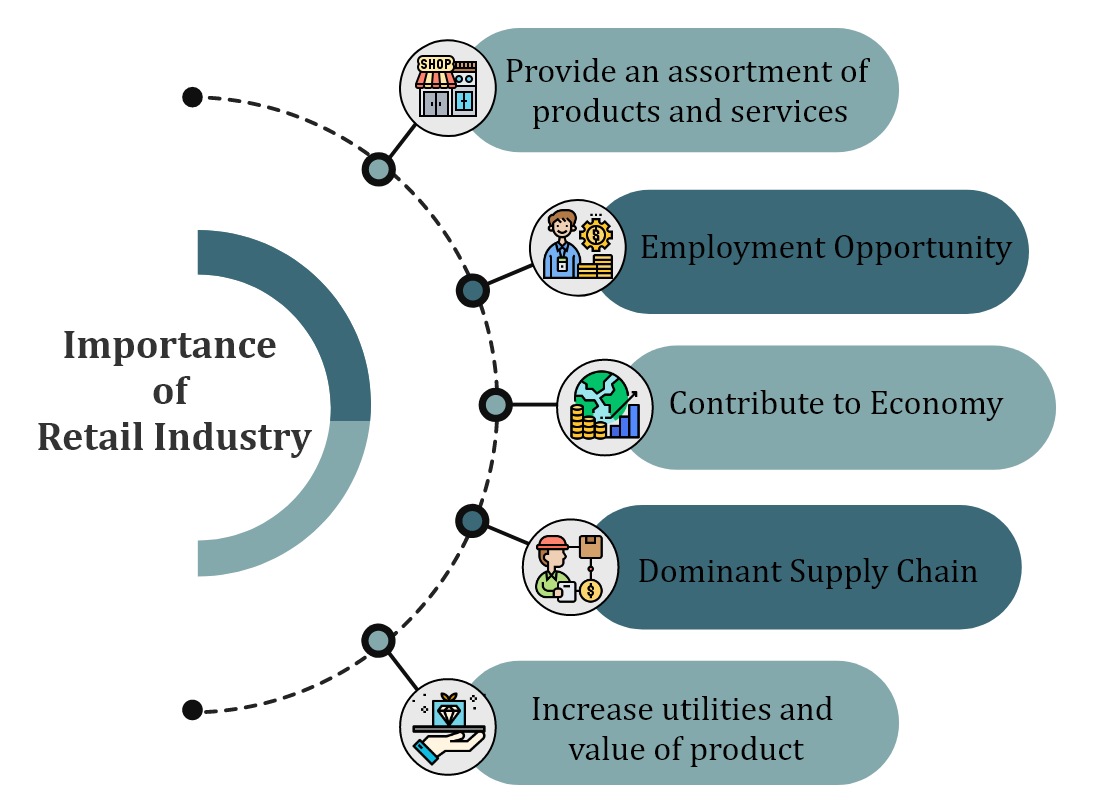 Importance
of
Retail Industry
SHOP
Provide an assortment of
products and services
Employment Opportunity
Contribute to Economy
Dominant Supply Chain
Increase utilities and
value of product